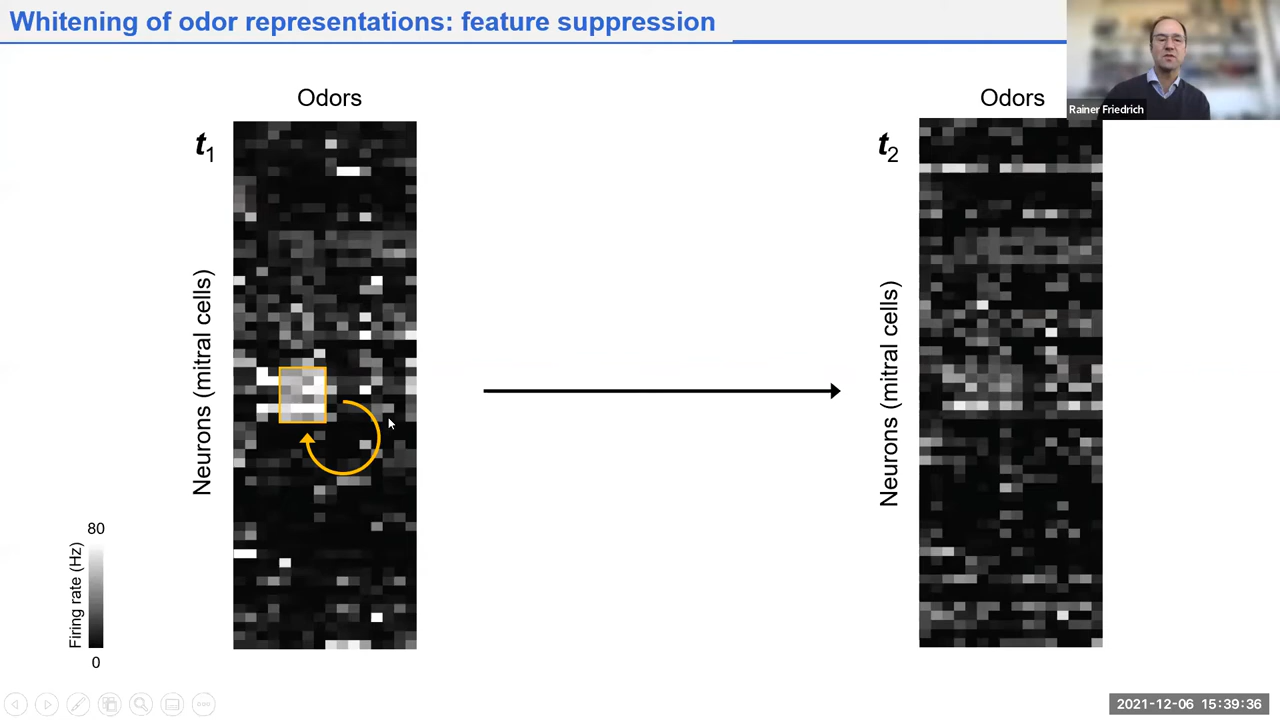 Whitening of odor representations: feature suppression
Rainer Friedrich
Odors
Odors
t1
t2
Neurons (mitral cells)
Neurons (mitral cells)
80
Firing rate (Hz)
0
2021-12-06 15:39:36